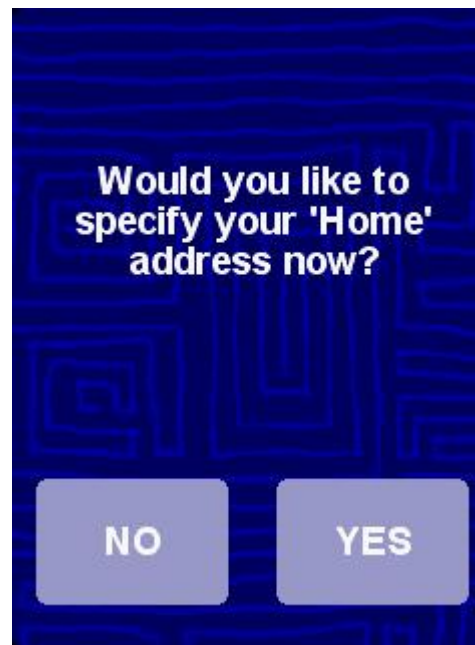 Would you like to
specify your 'Home'
address now?
NO
YES